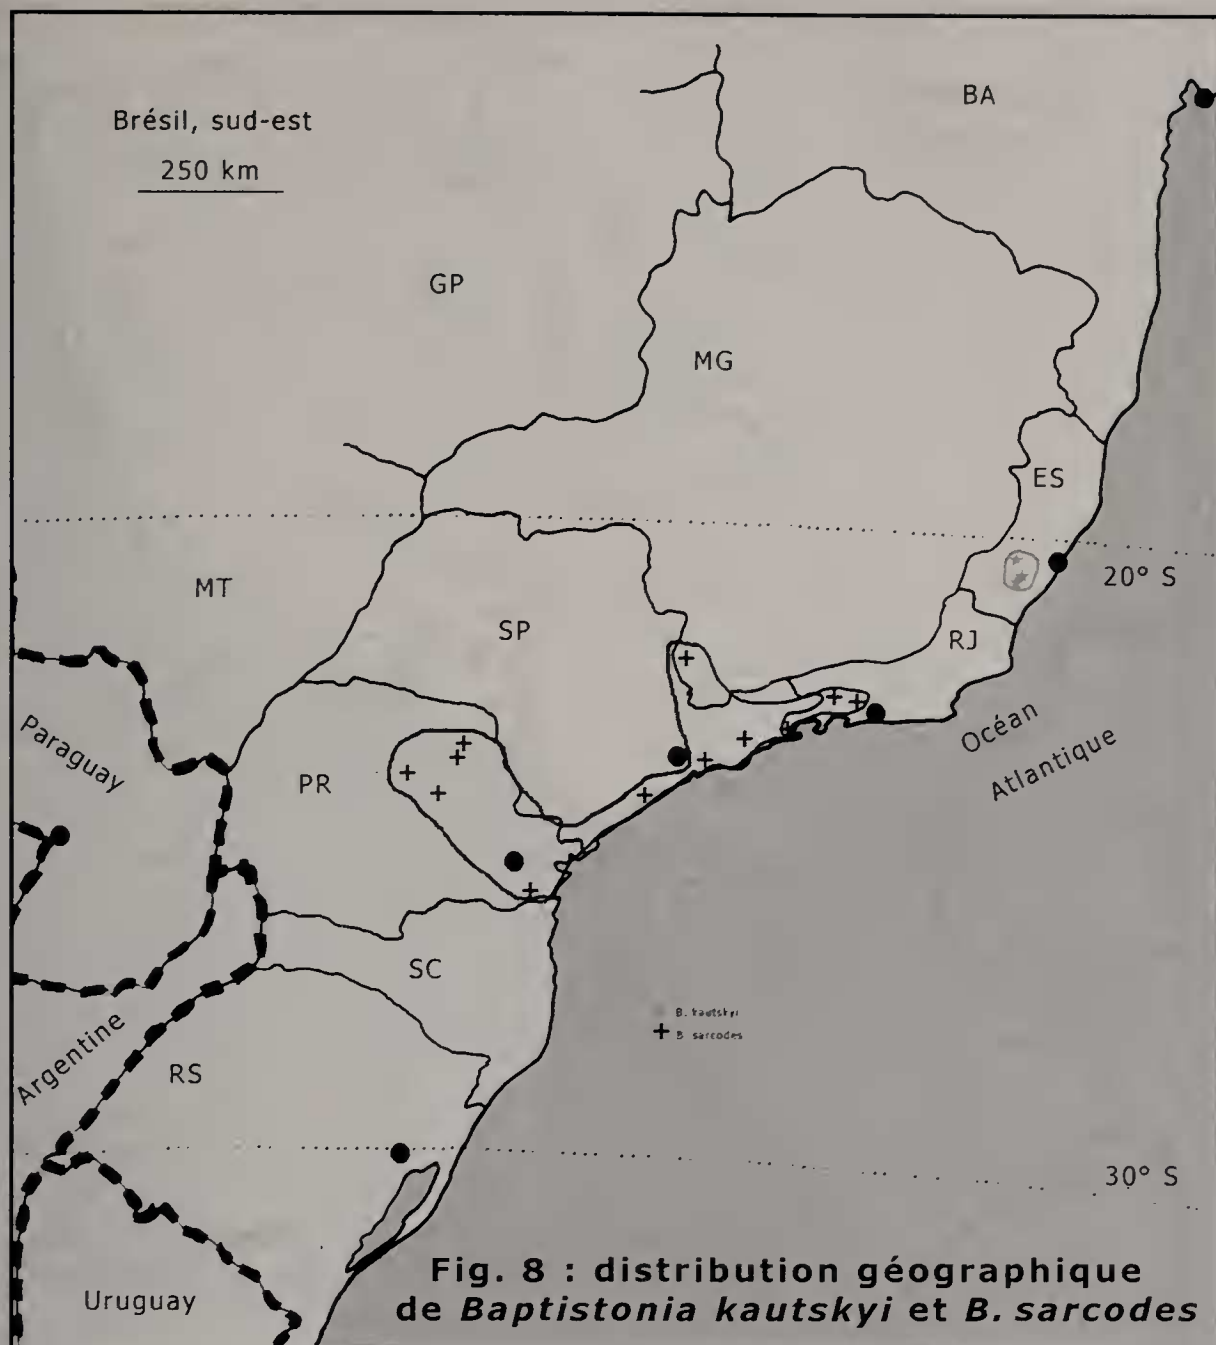 BA
Brésil, sud-est
250 km
GP
MG
ES
20° S
MT
SP
RJ
Océan
Atlantique
Paraguay
PR
SC
B. kautskyi
+ B. sarcodes
Argentine
RS
30° S
Uruguay
Fig. 8 : distribution géographique
de Baptistonia kautskyi et B. sarcodes